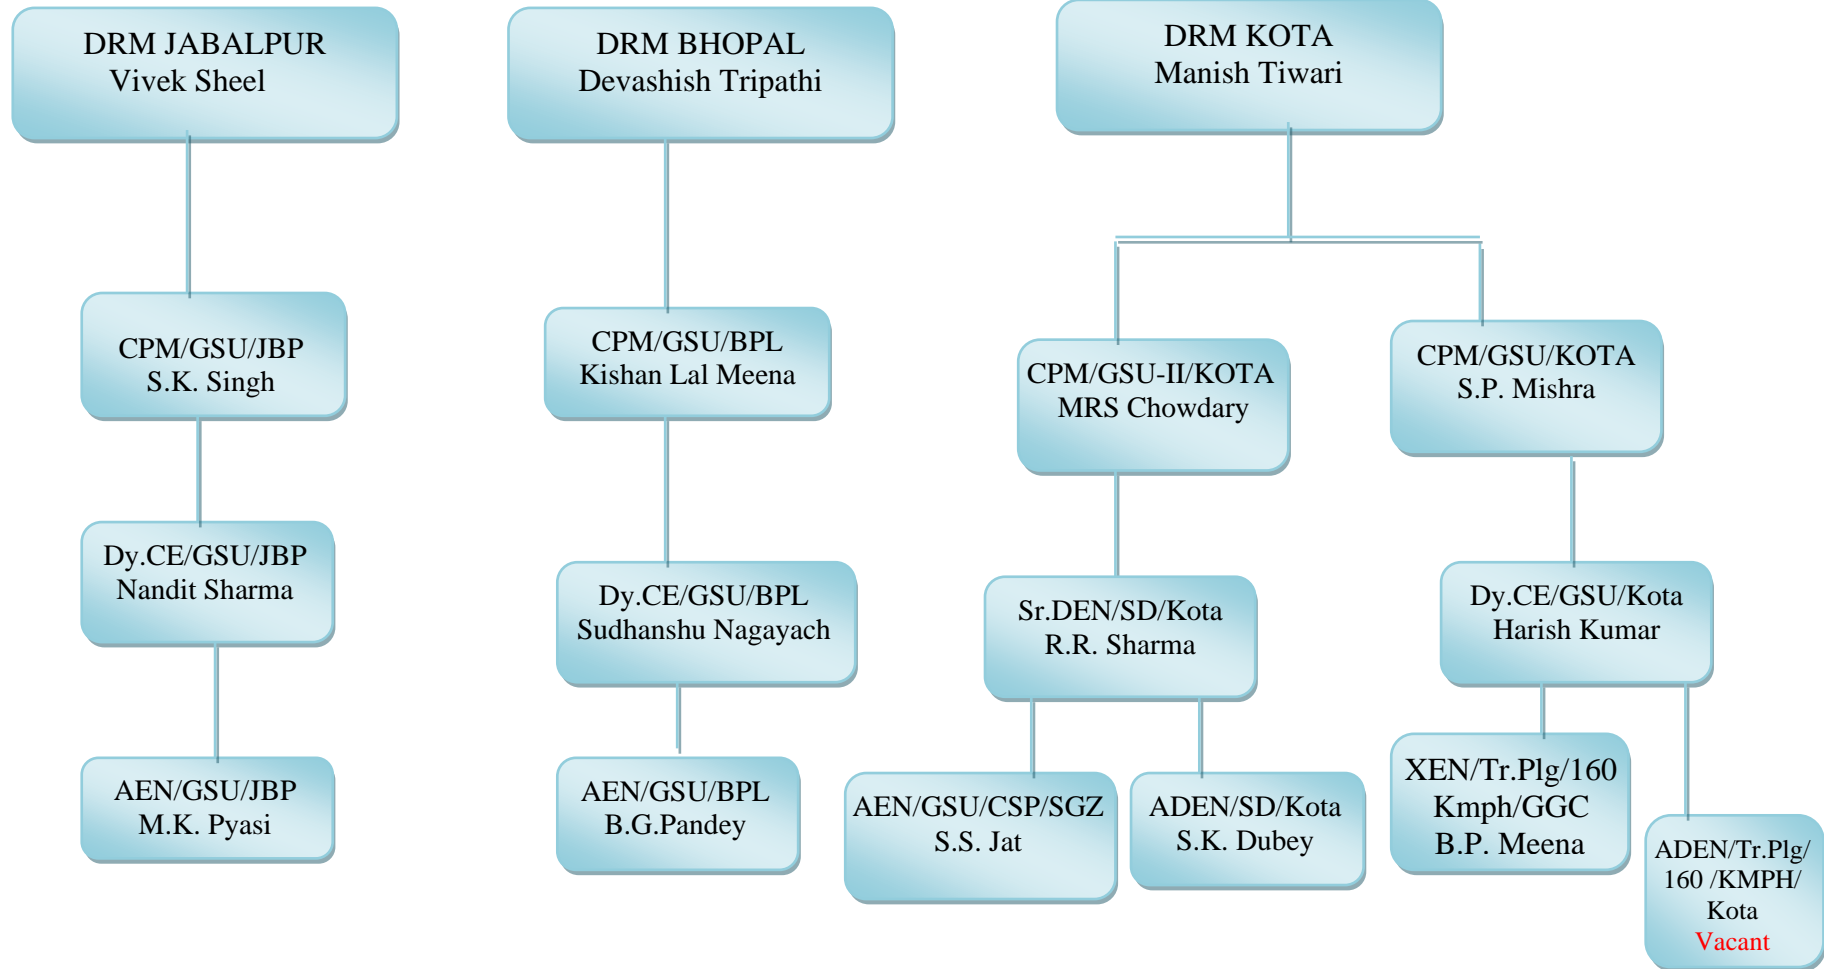 DRM JABALPUR
Vivek Sheel
DRM BHOPAL
Devashish Tripathi
DRM KOTA
Manish Tiwari
CPM/GSU/JBP
S.K. Singh
CPM/GSU/BPL
Kishan Lal Meena
CPM/GSU-II/KOTA
MRS Chowdary
CPM/GSU/KOTA
S.P. Mishra
Dy.CE/GSU/JBP
Nandit Sharma
Dy.CE/GSU/BPL
Sudhanshu Nagayach
Sr.DEN/SD/Kota
R.R. Sharma
Dy.CE/GSU/Kota
Harish Kumar
AEN/GSU/JBP
M.K. Pyasi
AEN/GSU/BPL
B.G.Pandey
AEN/GSU/CSP/SGZ
S.S. Jat
ADEN/SD/Kota
S.K. Dubey
XEN/Tr.Plg/160
Kmph/GGC
B.P. Meena
ADEN/Tr.Plg/
160 /KMPH/
Kota
Vacant